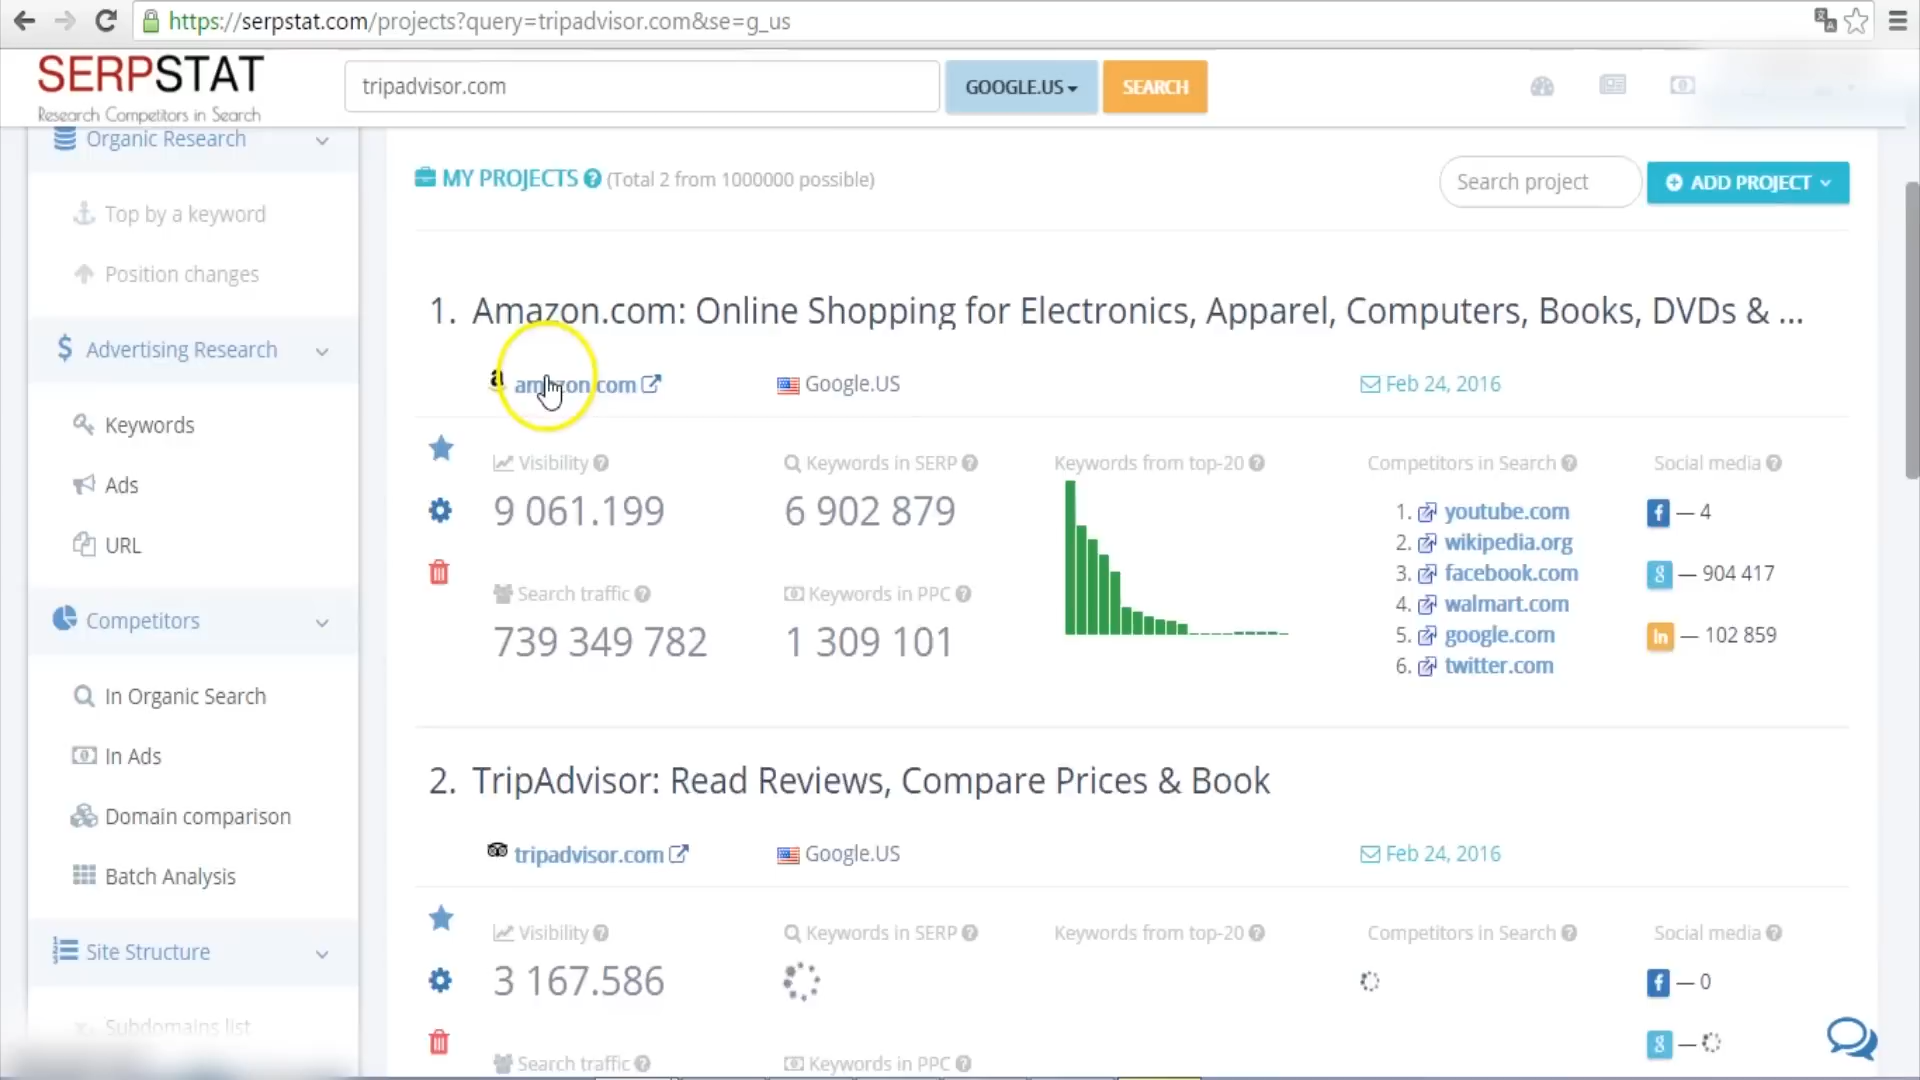 https://serpstat.com/projects?query=tripadvisor.com&se=g_us
SERPSTAT
Research Competitors in Search
tripadvisor.com
GOOGLE.US
SEARCH
Organic Research
Top by a keyword
Position changes
Advertising Research
Keywords
Ads
URL
Competitors
In Organic Search
In Ads
Domain comparison
Batch Analysis
Site Structure
Subdomains list
MY PROJECTS ? (Total 2 from 1000000 possible)
Search project
ADD PROJECT
1. Amazon.com: Online Shopping for Electronics, Apparel, Computers, Books, DVDs & ...
a amazon.com Google.US Feb 24, 2016
Visibility ? Keywords in SERP ? Keywords from top-20 ? Competitors in Search ? Social media ?
9 061.199 6 902 879
Search traffic ? Keywords in PPC ?
739 349 782 1 309 101
1. youtube.com
2. wikipedia.org
3. facebook.com
4. walmart.com
5. google.com
6. twitter.com
f — 4
g — 904 417
in — 102 859
2. TripAdvisor: Read Reviews, Compare Prices & Book
tripadvisor.com Google.US Feb 24, 2016
Visibility ? Keywords in SERP ? Keywords from top-20 ? Competitors in Search ? Social media ?
3 167.586
f — 0
g —
Search traffic ? Keywords in PPC ?